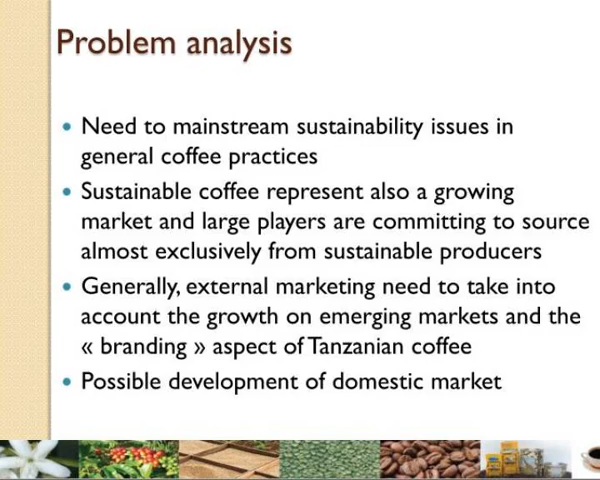 Problem analysis
• Need to mainstream sustainability issues in
general coffee practices
• Sustainable coffee represent also a growing
market and large players are committing to source
almost exclusively from sustainable producers
• Generally, external marketing need to take into
account the growth on emerging markets and the
« branding » aspect of Tanzanian coffee
• Possible development of domestic market